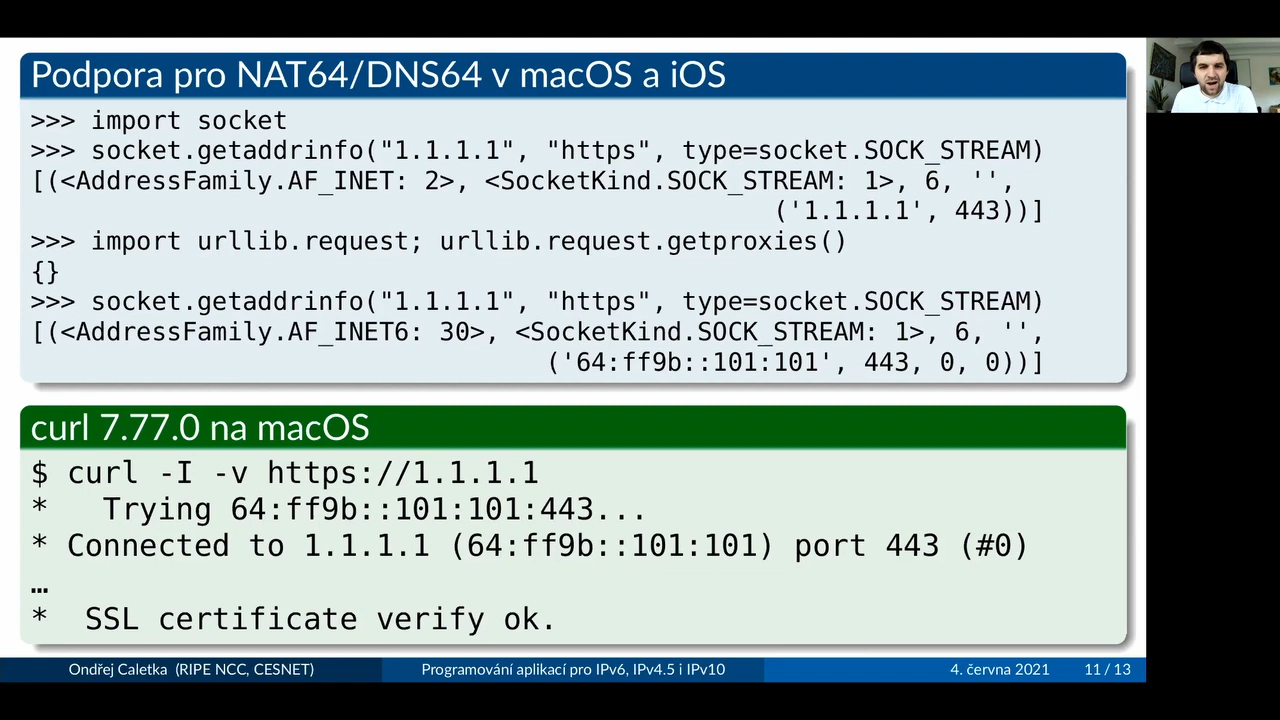 Podpora pro NAT64/DNS64 v macOS a iOS
>>> import socket
>>> socket.getaddrinfo("1.1.1.1", "https", type=socket.SOCK_STREAM)
[(<AddressFamily.AF_INET: 2>, <SocketKind.SOCK_STREAM: 1>, 6, '',
('1.1.1.1', 443))]
>>> import urllib.request; urllib.request.getproxies()
{}
>>> socket.getaddrinfo("1.1.1.1", "https", type=socket.SOCK_STREAM)
[(<AddressFamily.AF_INET6: 30>, <SocketKind.SOCK_STREAM: 1>, 6, '',
('64:ff9b::101:101', 443, 0, 0))]
curl 7.77.0 na macOS
$ curl -I -v https://1.1.1.1
*   Trying 64:ff9b::101:101:443...
* Connected to 1.1.1.1 (64:ff9b::101:101) port 443 (#0)
…
*  SSL certificate verify ok.
Ondřej Caletka (RIPE NCC, CESNET) Programování aplikací pro IPv6, IPv4.5 i IPv10 4. června 2021 11 / 13